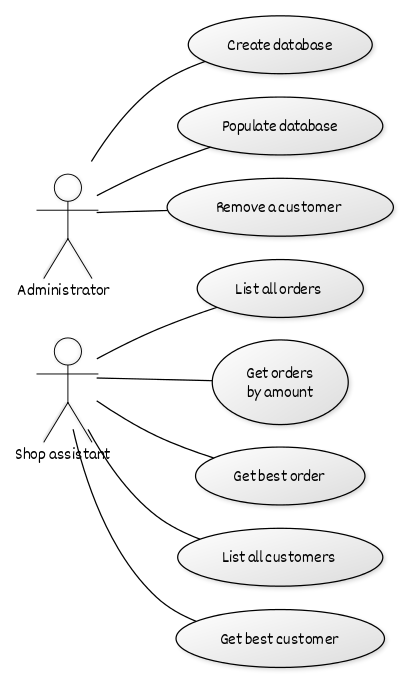 Create database
Populate database
Remove a customer
Administrator
List all orders
Get orders
by amount
Shop assistant
Get best order
List all customers
Get best customer